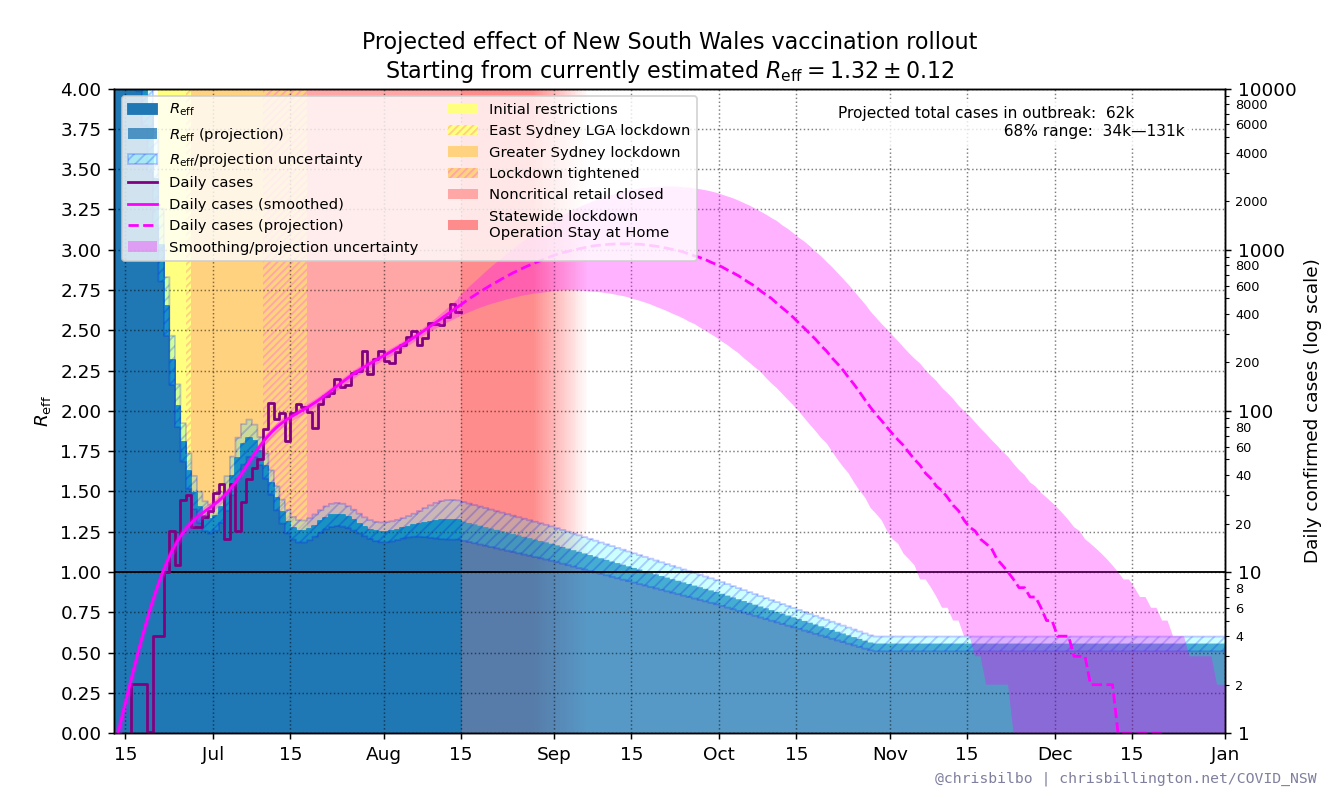 Projected effect of New South Wales vaccination rollout
Starting from currently estimated Reff = 1.32 ± 0.12
Projected total cases in outbreak: 62k
68% range: 34k—131k
Reff
Reff (projection)
Reff/projection uncertainty
Daily cases
Daily cases (smoothed)
Daily cases (projection)
Smoothing/projection uncertainty
Initial restrictions
East Sydney LGA lockdown
Greater Sydney lockdown
Lockdown tightened
Noncritical retail closed
Statewide lockdown
Operation Stay at Home
Reff
4.00
3.75
3.50
3.25
3.00
2.75
2.50
2.25
2.00
1.75
1.50
1.25
1.00
0.75
0.50
0.25
0.00
10000
8000
6000
4000
2000
1000
800
600
400
200
100
80
60
40
20
10
8
6
4
2
1
Daily confirmed cases (log scale)
15 Jul 15 Aug 15 Sep 15 Oct 15 Nov 15 Dec 15 Jan
@chrisbilbo | chrisbillington.net/COVID_NSW